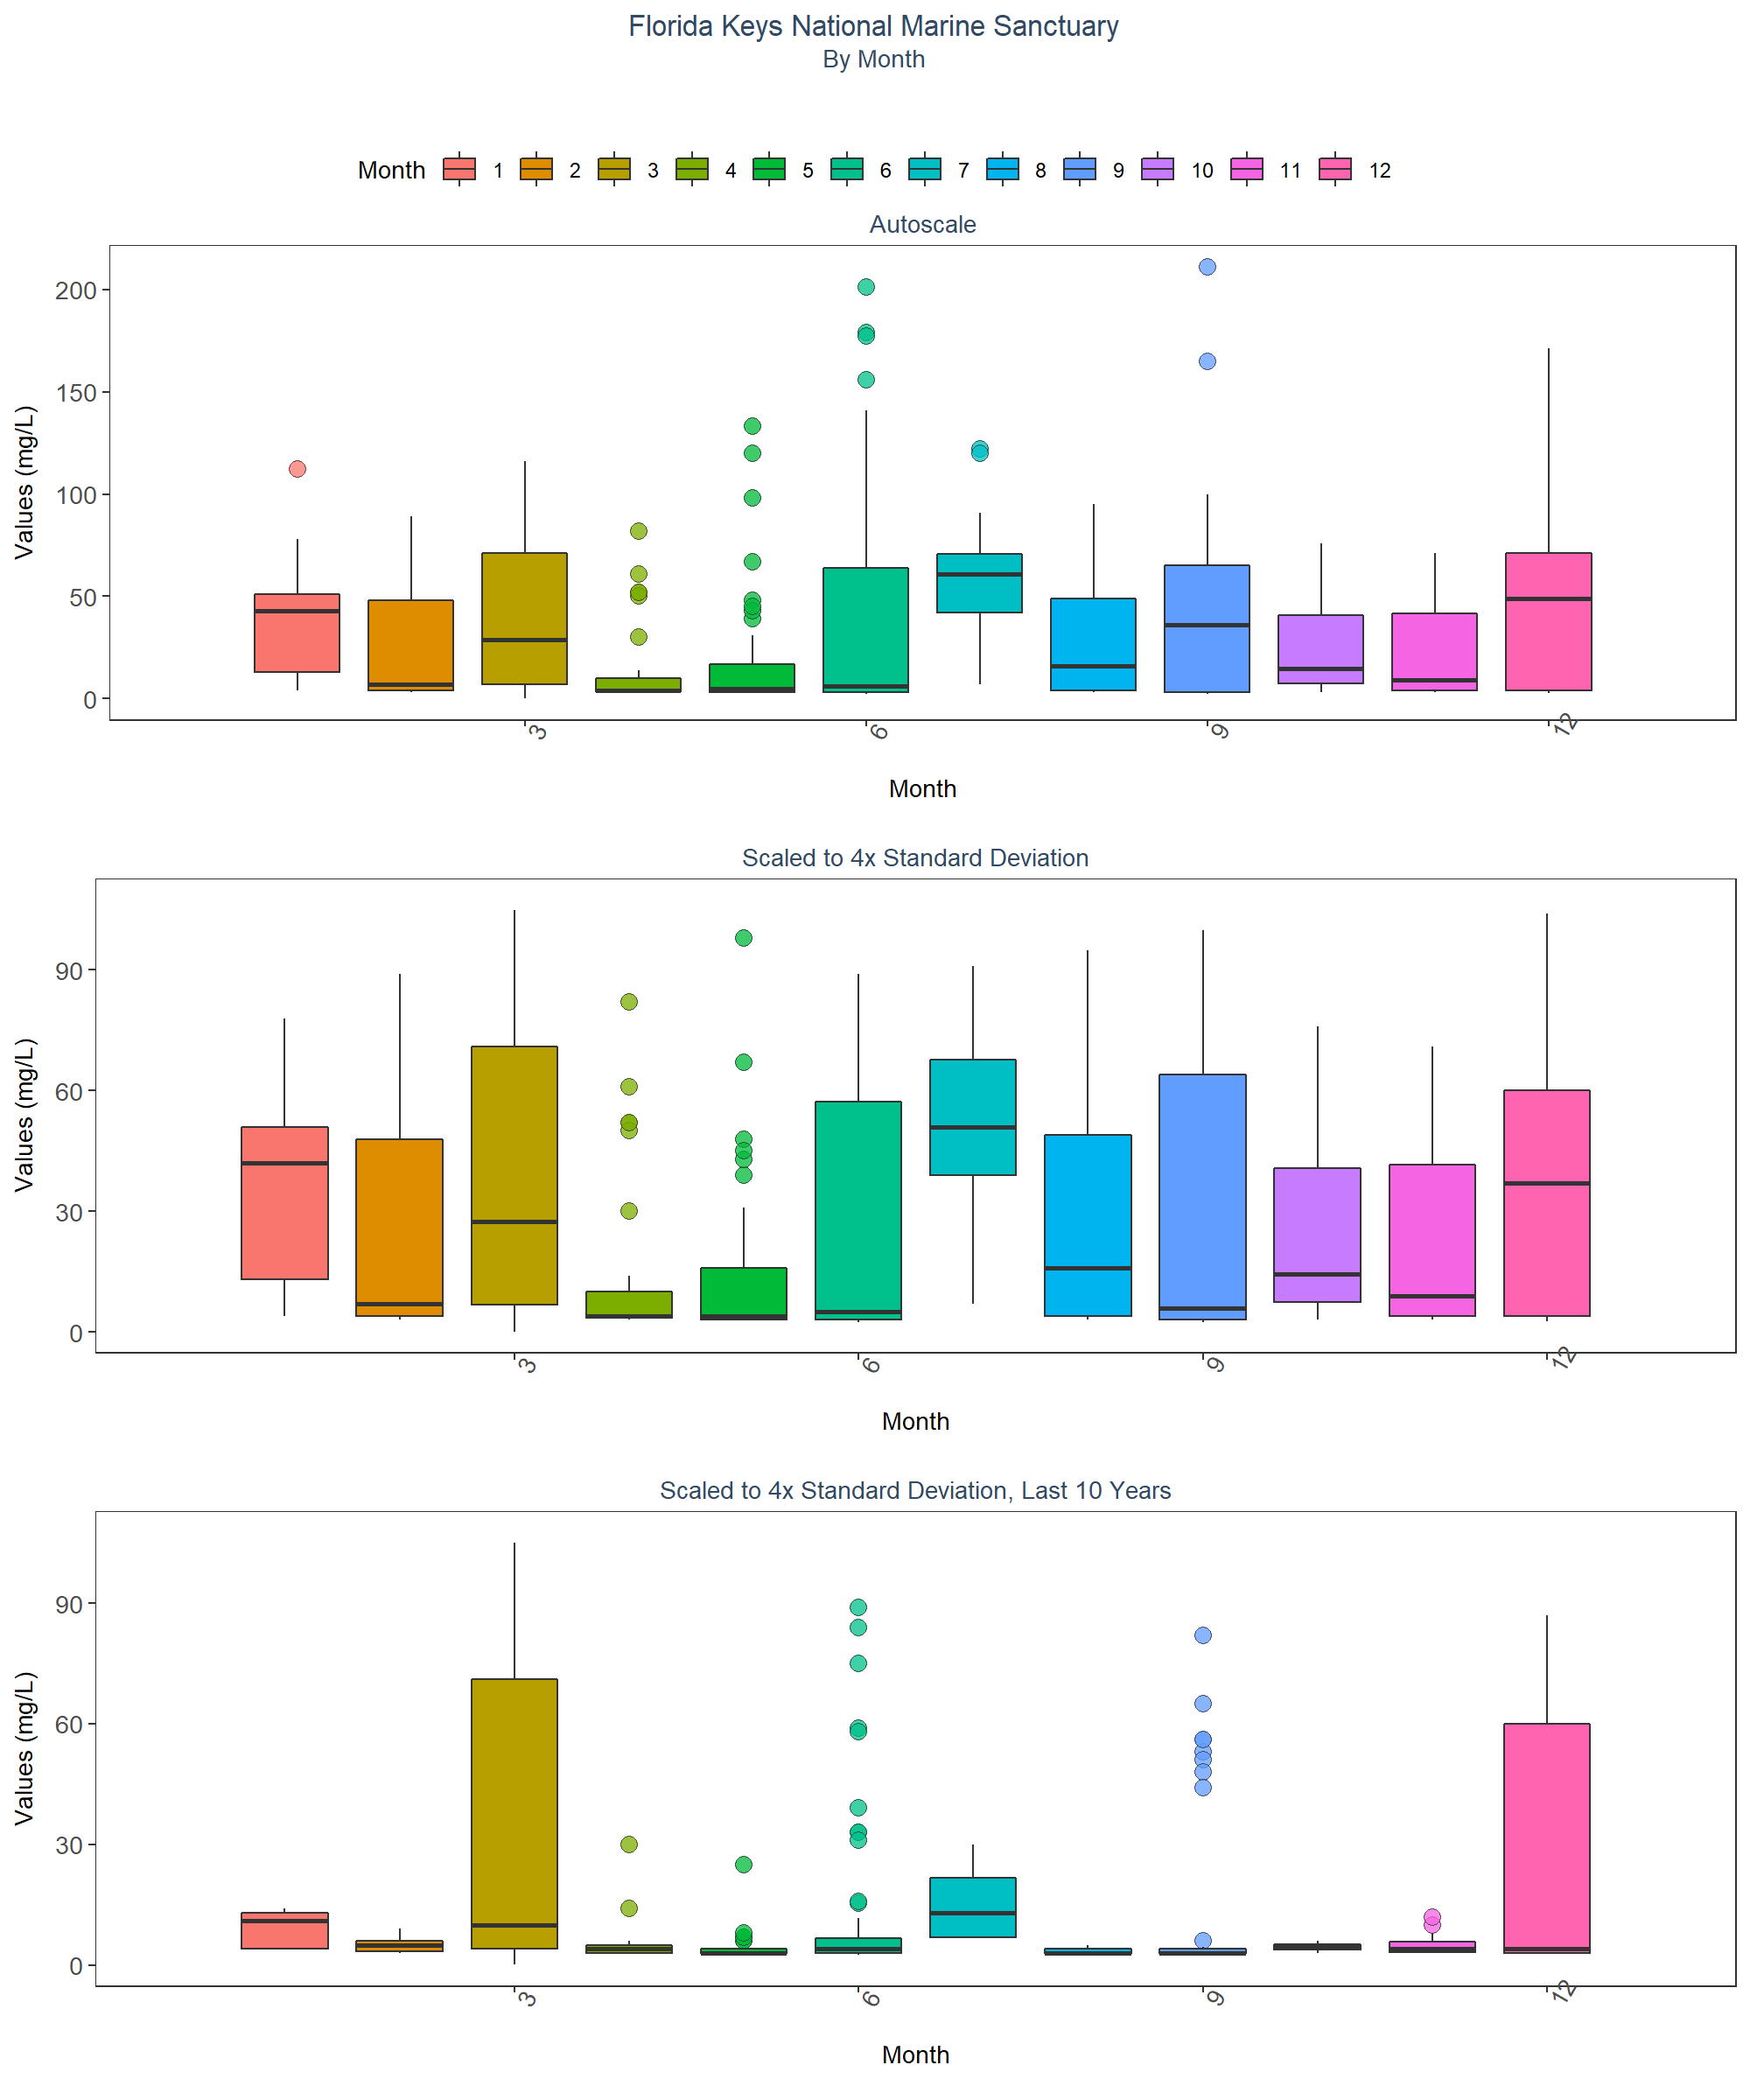 Florida Keys National Marine Sanctuary
By Month
Month 1 2 3 4 5 6 7 8 9 10 11 12
Autoscale
Values (mg/L)
200
150
100
50
0
3 6 9 12
Month
Scaled to 4x Standard Deviation
Values (mg/L)
90
60
30
0
3 6 9 12
Month
Scaled to 4x Standard Deviation, Last 10 Years
Values (mg/L)
90
60
30
0
3 6 9 12
Month